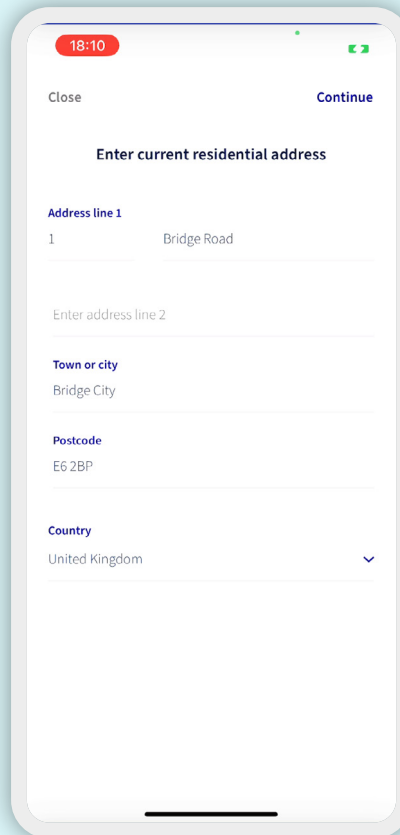 18:10
Close Continue
Enter current residential address
Address line 1
1 Bridge Road
Enter address line 2
Town or city
Bridge City
Postcode
E6 2BP
Country
United Kingdom